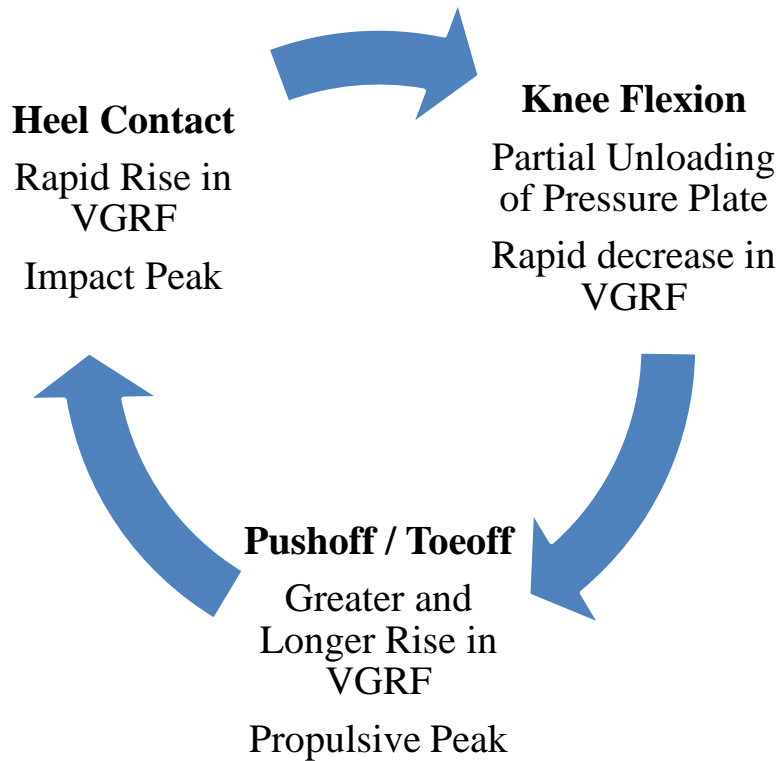 Heel Contact
Rapid Rise in
VGRF
Impact Peak
Knee Flexion
Partial Unloading
of Pressure Plate
Rapid decrease in
VGRF
Pushoff / Toeoff
Greater and
Longer Rise in
VGRF
Propulsive Peak